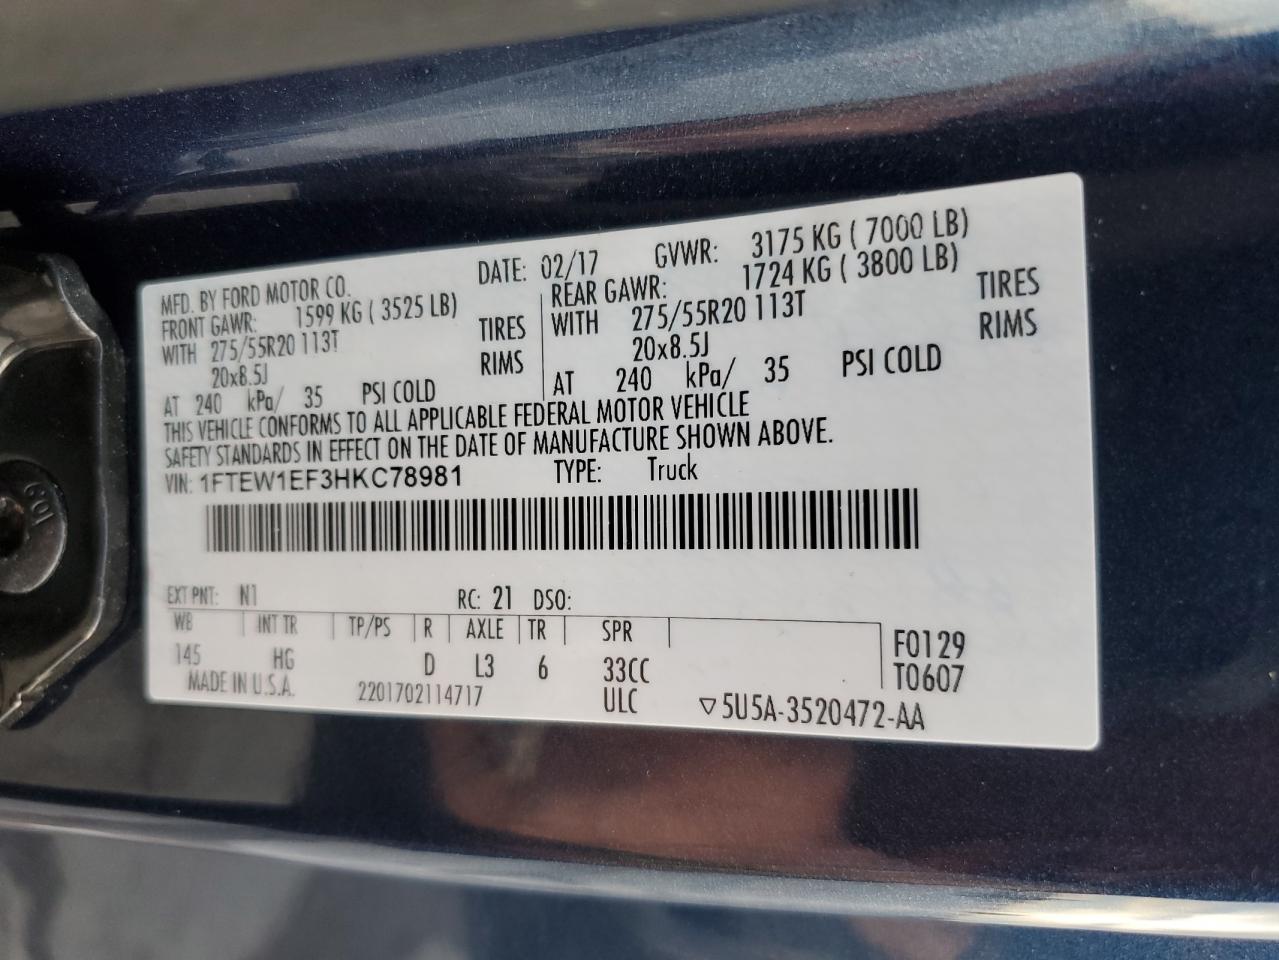 MFD. BY FORD MOTOR CO. DATE: 02/17 GVWR: 3175 KG ( 7000 LB)
FRONT GAWR: 1599 KG ( 3525 LB) REAR GAWR: 1724 KG ( 3800 LB)
WITH 275/55R20 113T TIRES WITH 275/55R20 113T TIRES
20x8.5J RIMS 20x8.5J RIMS
AT 240 kPa/ 35 PSI COLD AT 240 kPa/ 35 PSI COLD
THIS VEHICLE CONFORMS TO ALL APPLICABLE FEDERAL MOTOR VEHICLE
SAFETY STANDARDS IN EFFECT ON THE DATE OF MANUFACTURE SHOWN ABOVE.
VIN: 1FTEW1EF3HKC78981 TYPE: Truck
EXT PNT: N1 RC: 21 DSO:
WB INT TR TP/PS R AXLE TR SPR F0129
145 HG D L3 6 33CC T0607
MADE IN U.S.A. 2201702114717 ULC ▽5U5A-3520472-AA
109